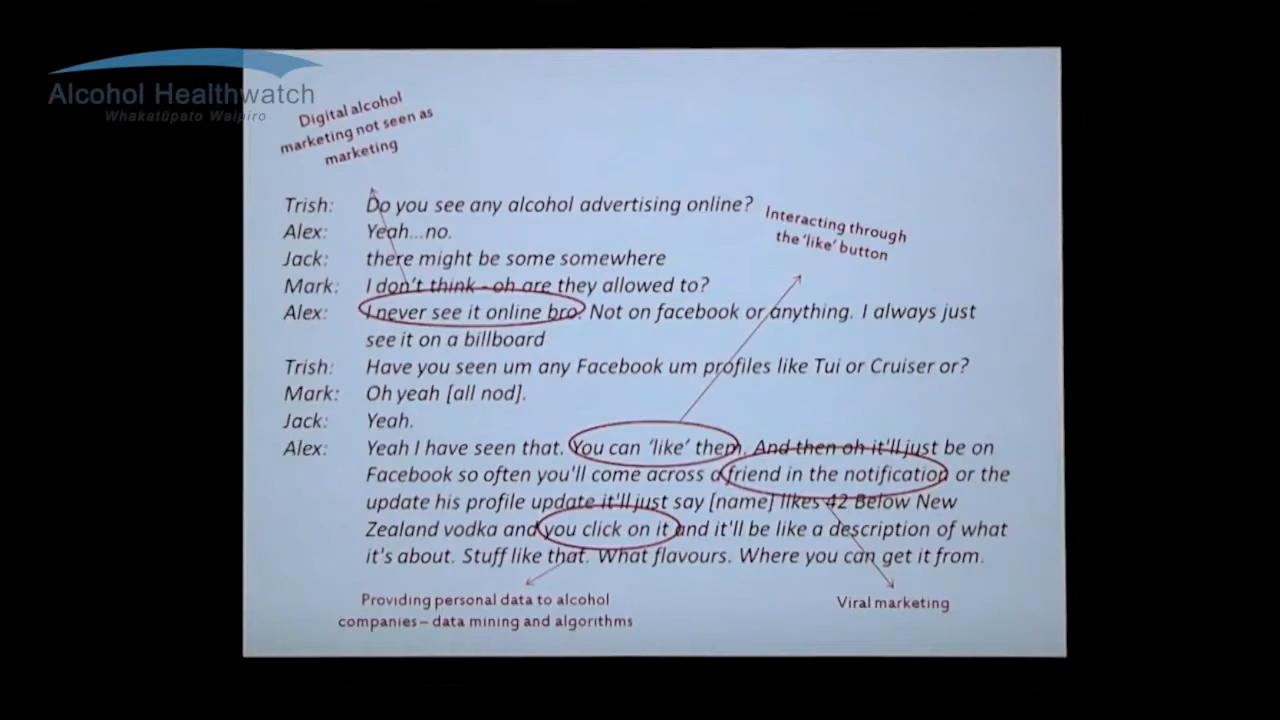 Alcohol Healthwatch
Whakatūpato Waipiro
Digital alcohol
marketing not seen as
marketing
Trish: Do you see any alcohol advertising online?
Interacting through
the 'like' button
Alex: Yeah...no.
Jack: there might be some somewhere
Mark: I don't think - oh are they allowed to?
Alex: I never see it online bro. Not on facebook or anything. I always just
see it on a billboard
Trish: Have you seen um any Facebook um profiles like Tui or Cruiser or?
Mark: Oh yeah [all nod].
Jack: Yeah.
Alex: Yeah I have seen that. You can 'like' them. And then oh it'll just be on
Facebook so often you'll come across a friend in the notification or the
update his profile update it'll just say [name] likes 42 Below New
Zealand vodka and you click on it and it'll be like a description of what
it's about. Stuff like that. What flavours. Where you can get it from.
Providing personal data to alcohol
companies – data mining and algorithms
Viral marketing